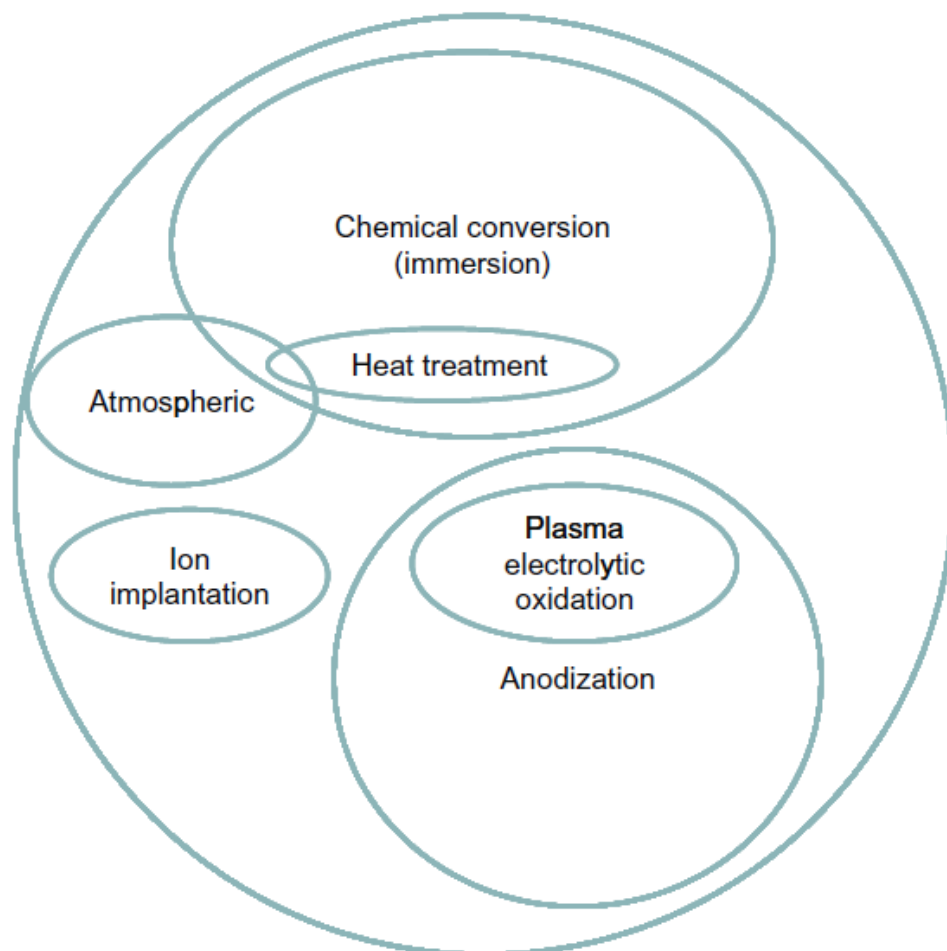 Chemical conversion
(immersion)
Heat treatment
Atmospheric
Plasma
electrolytic
oxidation
Ion
implantation
Anodization